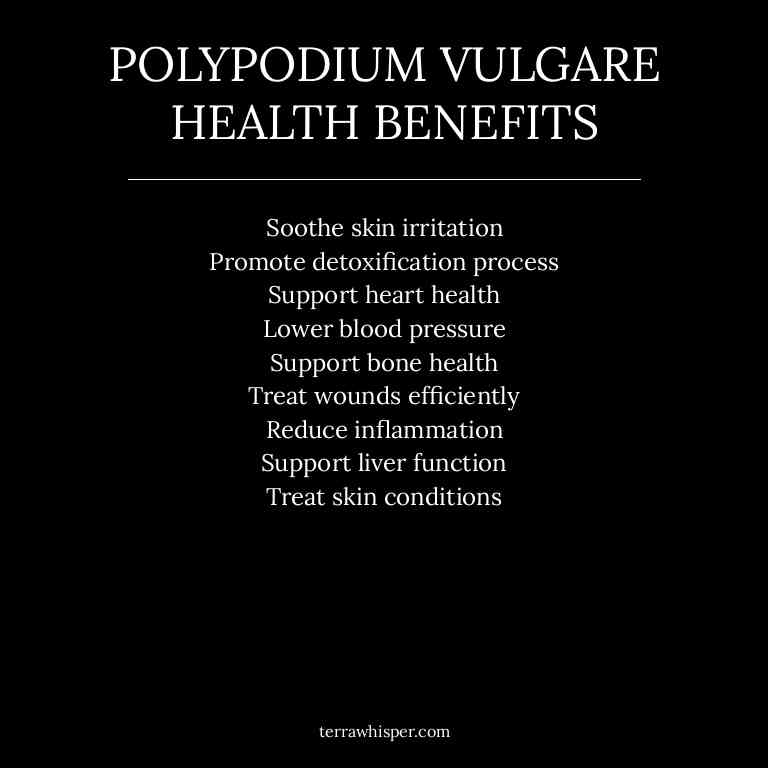 POLYPODIUM VULGARE
HEALTH BENEFITS
Soothe skin irritation
Promote detoxification process
Support heart health
Lower blood pressure
Support bone health
Treat wounds efficiently
Reduce inflammation
Support liver function
Treat skin conditions
terrawhisper.com